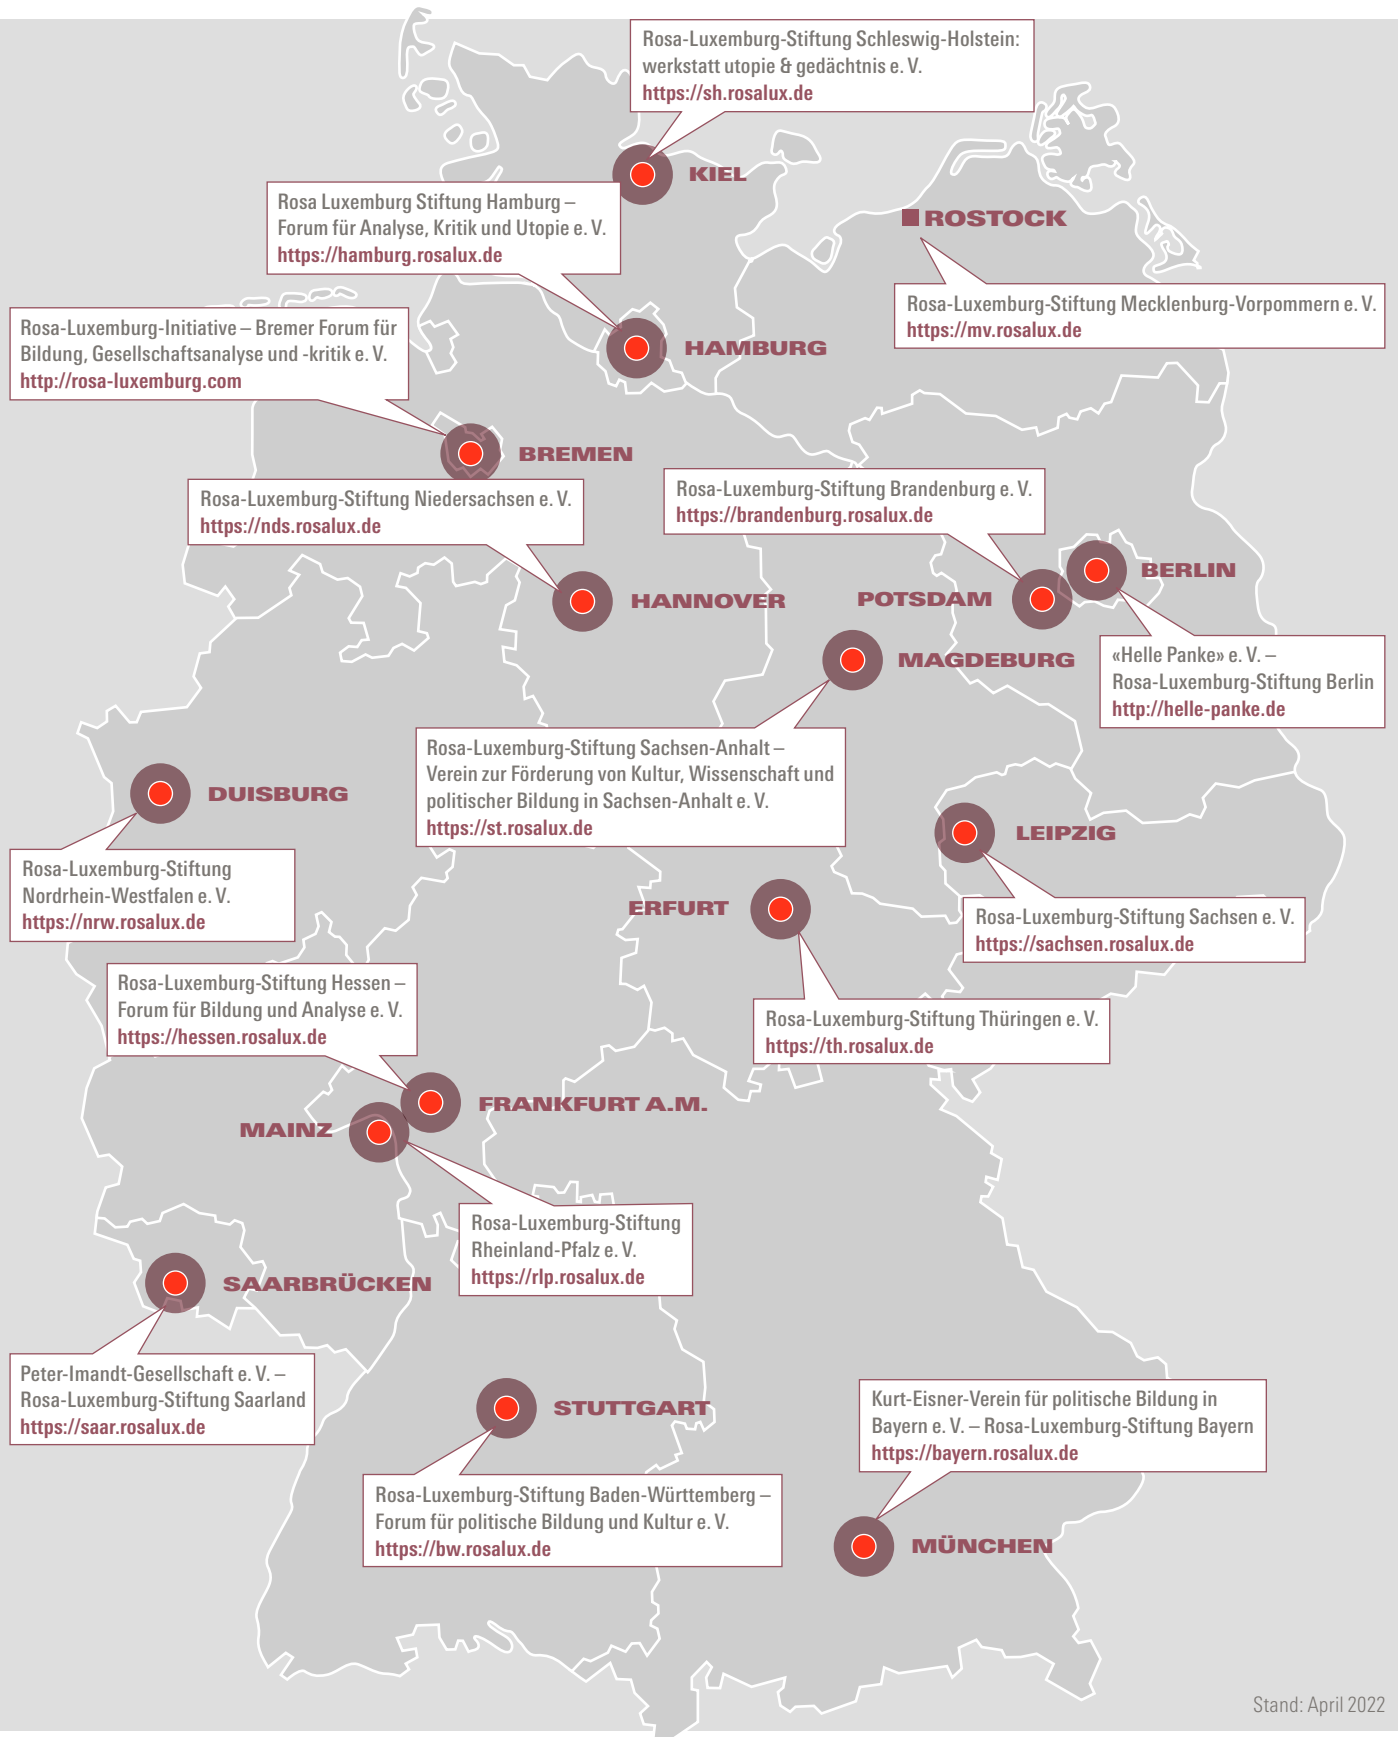 Rosa-Luxemburg-Stiftung Schleswig-Holstein:
werkstatt utopie & gedächtnis e. V.
https://sh.rosalux.de
KIEL
Rosa Luxemburg Stiftung Hamburg –
Forum für Analyse, Kritik und Utopie e. V.
https://hamburg.rosalux.de
ROSTOCK
Rosa-Luxemburg-Stiftung Mecklenburg-Vorpommern e. V.
https://mv.rosalux.de
Rosa-Luxemburg-Initiative – Bremer Forum für
Bildung, Gesellschaftsanalyse und -kritik e. V.
http://rosa-luxemburg.com
HAMBURG
BREMEN
Rosa-Luxemburg-Stiftung Niedersachsen e. V.
https://nds.rosalux.de
Rosa-Luxemburg-Stiftung Brandenburg e. V.
https://brandenburg.rosalux.de
BERLIN
HANNOVER
POTSDAM
«Helle Panke» e. V. –
Rosa-Luxemburg-Stiftung Berlin
http://helle-panke.de
MAGDEBURG
Rosa-Luxemburg-Stiftung Sachsen-Anhalt –
Verein zur Förderung von Kultur, Wissenschaft und
politischer Bildung in Sachsen-Anhalt e. V.
https://st.rosalux.de
DUISBURG
LEIPZIG
Rosa-Luxemburg-Stiftung
Nordrhein-Westfalen e. V.
https://nrw.rosalux.de
ERFURT
Rosa-Luxemburg-Stiftung Sachsen e. V.
https://sachsen.rosalux.de
Rosa-Luxemburg-Stiftung Hessen –
Forum für Bildung und Analyse e. V.
https://hessen.rosalux.de
Rosa-Luxemburg-Stiftung Thüringen e. V.
https://th.rosalux.de
FRANKFURT A.M.
MAINZ
Rosa-Luxemburg-Stiftung
Rheinland-Pfalz e. V.
https://rlp.rosalux.de
SAARBRÜCKEN
Peter-Imandt-Gesellschaft e. V. –
Rosa-Luxemburg-Stiftung Saarland
https://saar.rosalux.de
STUTTGART
Kurt-Eisner-Verein für politische Bildung in
Bayern e. V. – Rosa-Luxemburg-Stiftung Bayern
https://bayern.rosalux.de
Rosa-Luxemburg-Stiftung Baden-Württemberg –
Forum für politische Bildung und Kultur e. V.
https://bw.rosalux.de
MÜNCHEN
Stand: April 2022